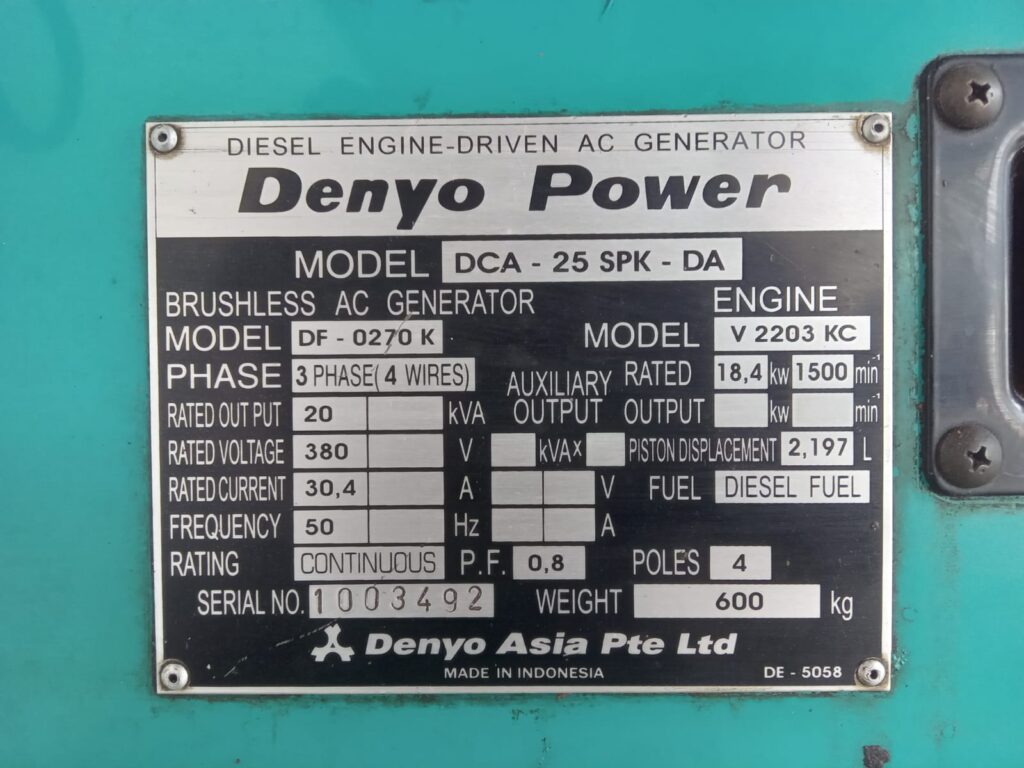 DIESEL ENGINE-DRIVEN AC GENERATOR
Denyo Power
MODEL DCA - 25 SPK - DA
BRUSHLESS AC GENERATOR
MODEL DF - 0270 K
PHASE 3 PHASE( 4 WIRES)
RATED OUT PUT 20 kVA
RATED VOLTAGE 380 V
RATED CURRENT 30,4 A
FREQUENCY 50 Hz
RATING CONTINUOUS P.F. 0,8
AUXILIARY
OUTPUT
kVA×
V
A
ENGINE
MODEL V 2203 KC
RATED 18,4 kw 1500 min-1
OUTPUT kw min-1
PISTON DISPLACEMENT 2,197 L
FUEL DIESEL FUEL
POLES 4
SERIAL NO. 1003492 WEIGHT 600 kg
Denyo Asia Pte Ltd
MADE IN INDONESIA DE - 5058